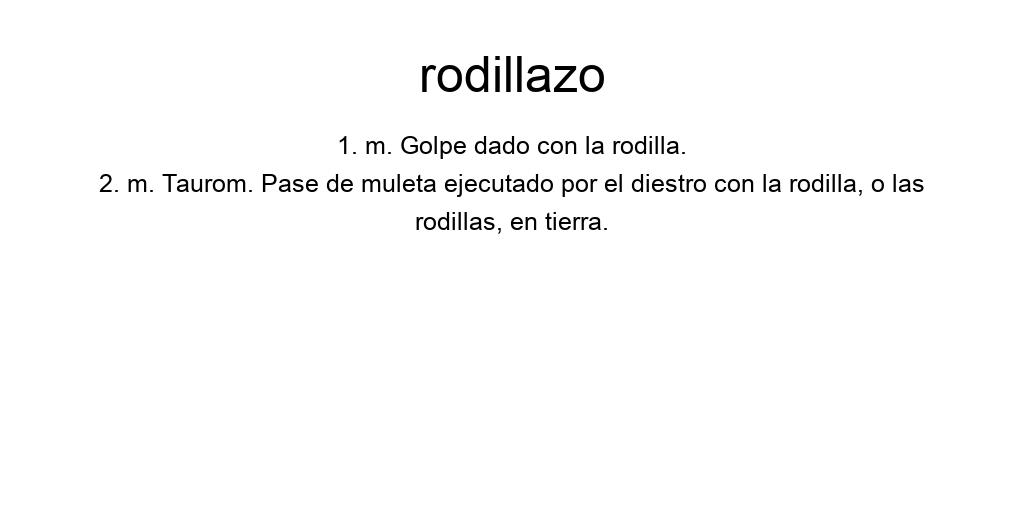 rodillazo
1. m. Golpe dado con la rodilla.
2. m. Taurom. Pase de muleta ejecutado por el diestro con la rodilla, o las
rodillas, en tierra.